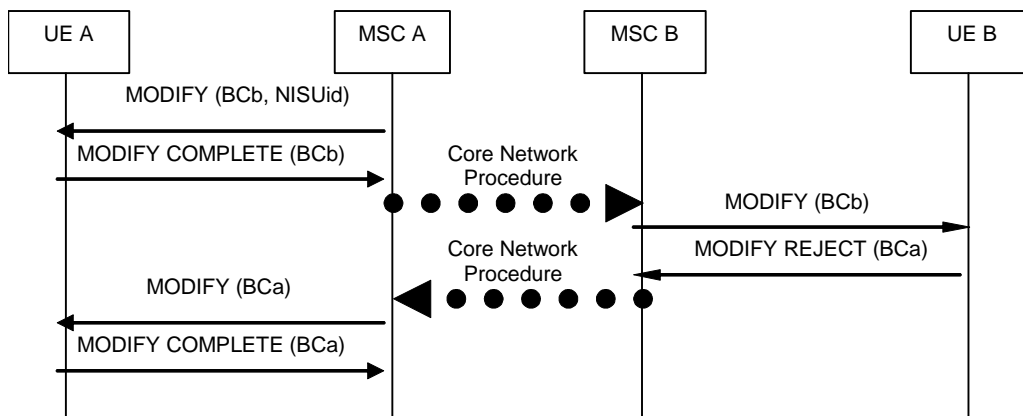 UE A
MSC A
MSC B
UE B
MODIFY (BCb, NISUid)
MODIFY COMPLETE (BCb)
Core Network
Procedure
MODIFY (BCb)
MODIFY REJECT (BCa)
Core Network
Procedure
MODIFY (BCa)
MODIFY COMPLETE (BCa)